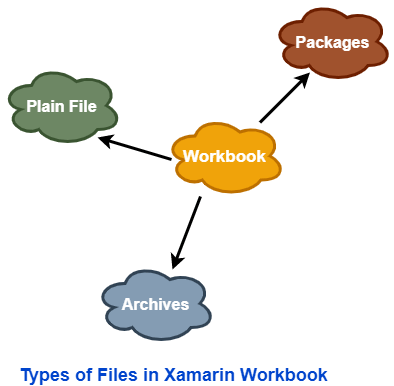 Packages
Plain File
Workbook
Archives
Types of Files in Xamarin Workbook